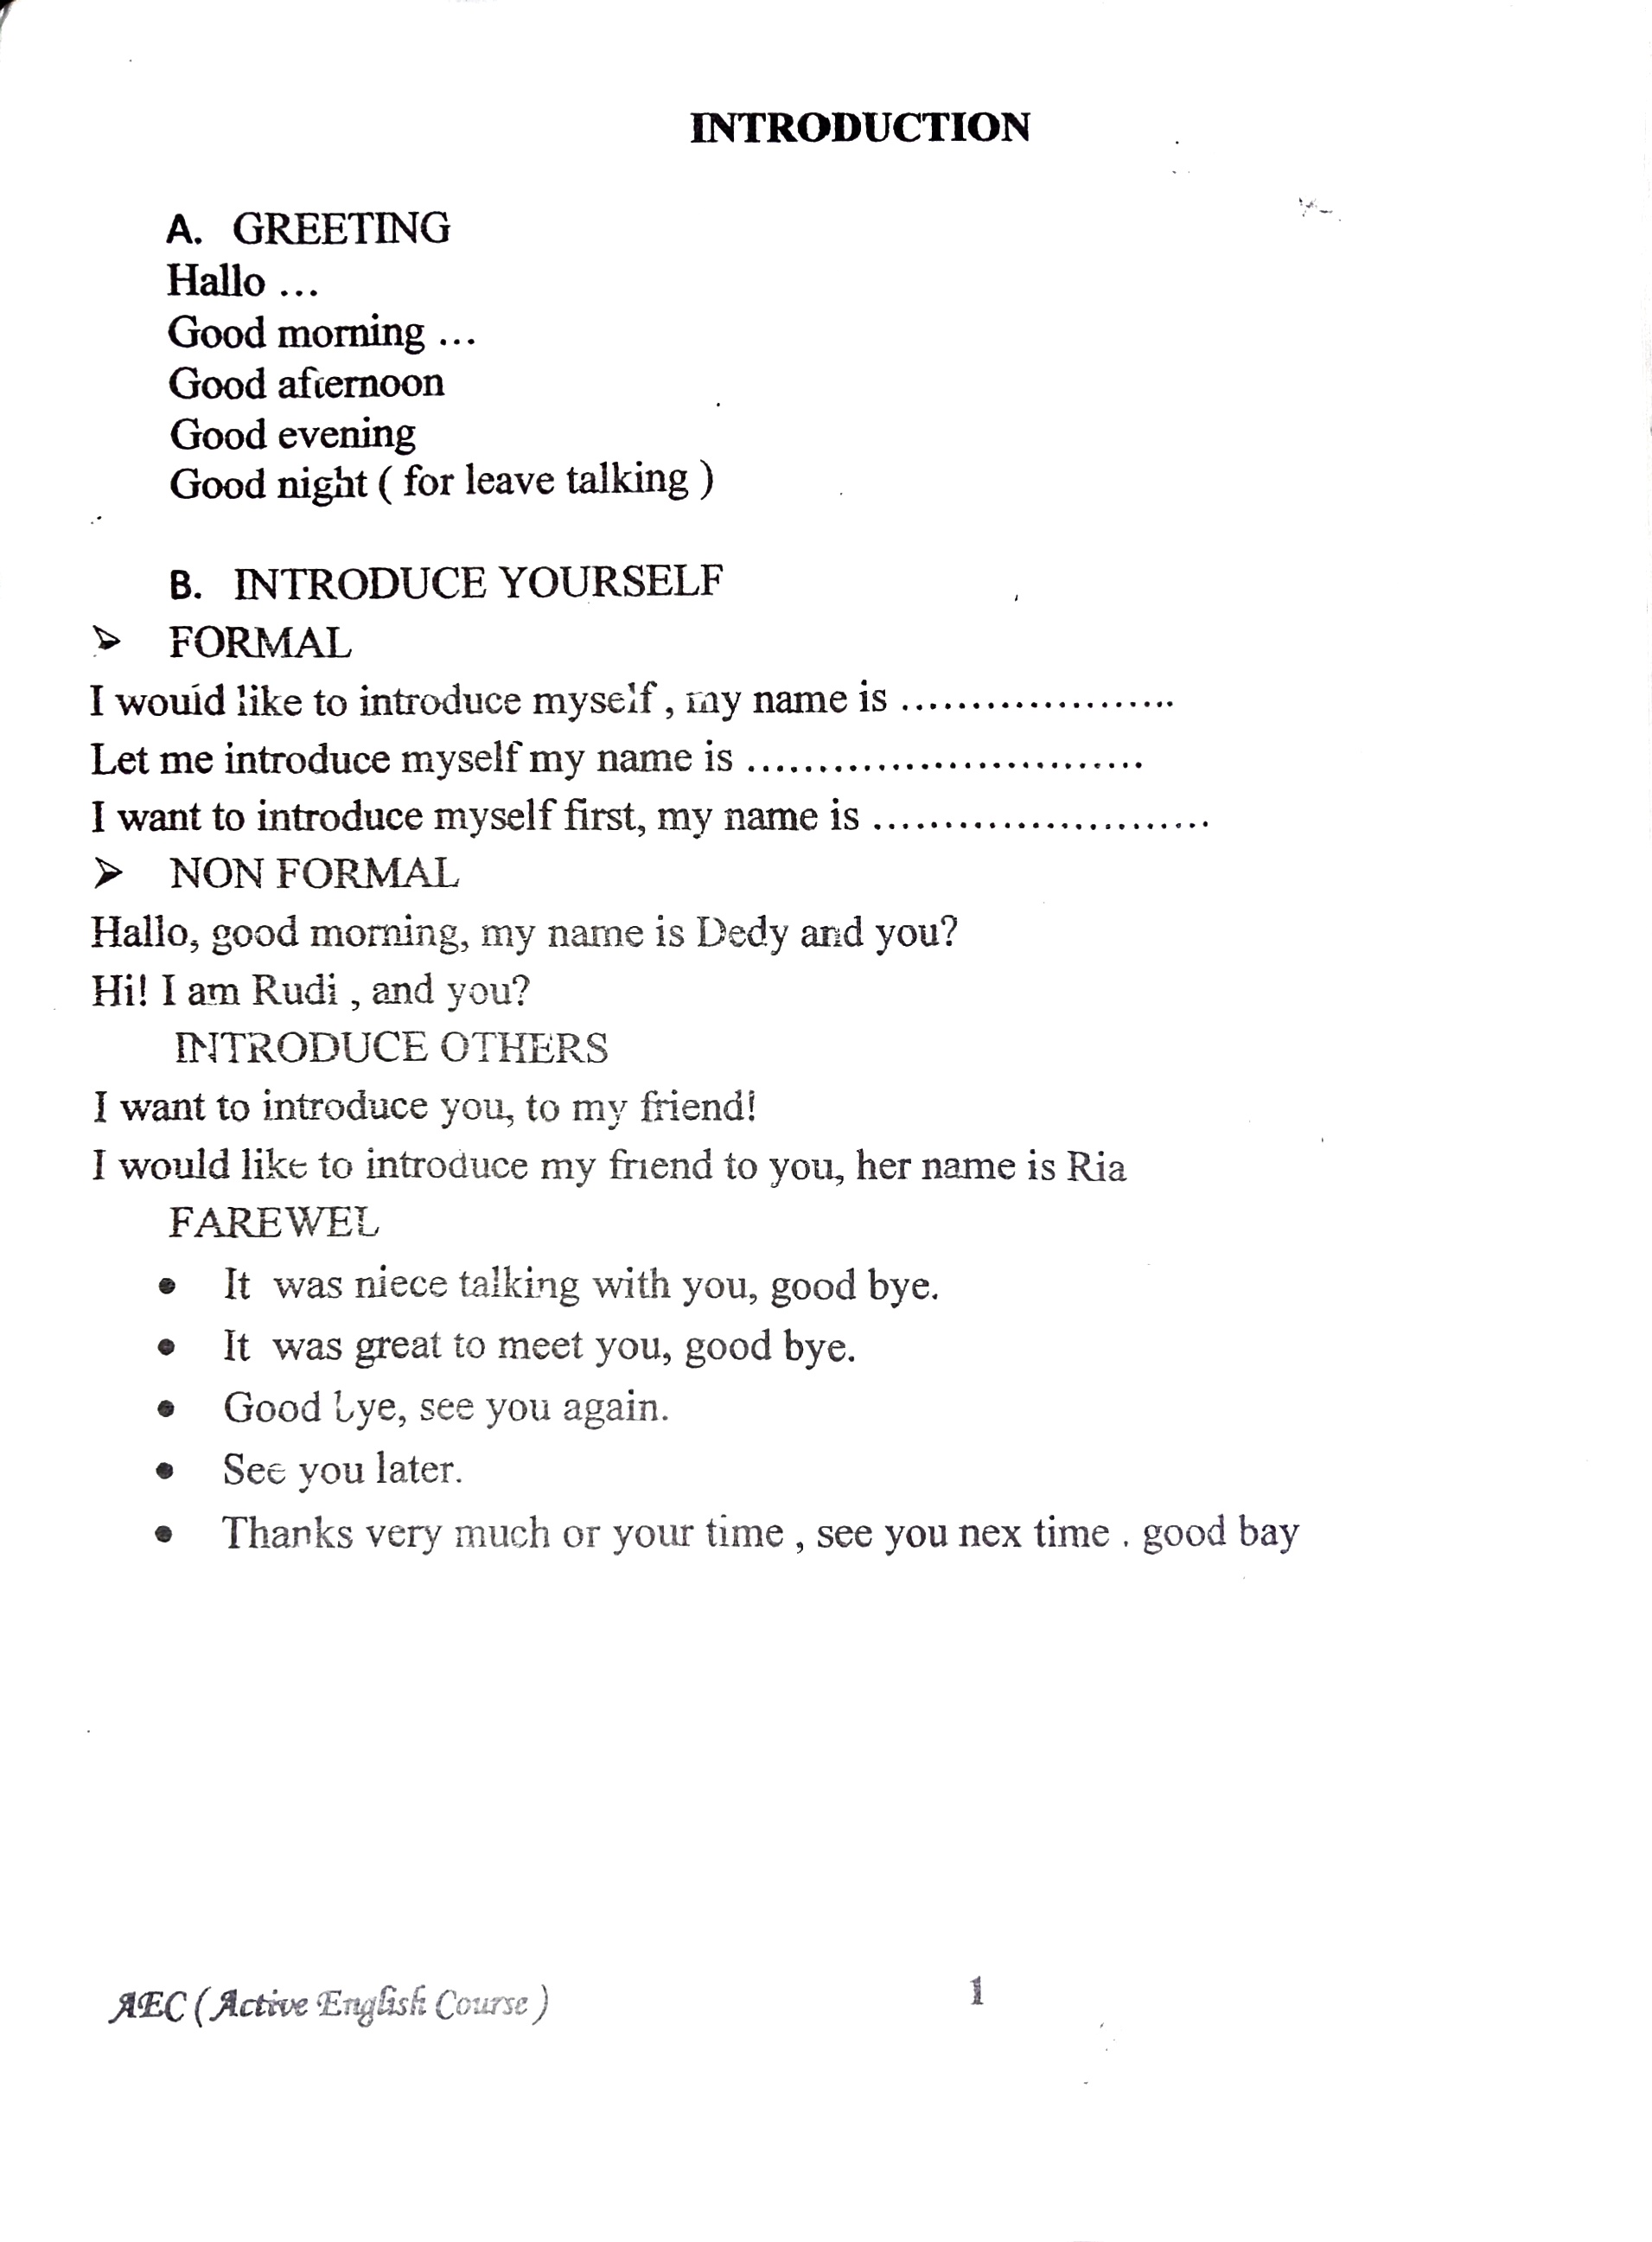 INTRODUCTION
A. GREETING
Hallo ...
Good morning ...
Good afternoon
Good evening
Good night ( for leave talking )
B. INTRODUCE YOURSELF
➢ FORMAL
I would like to introduce myself , my name is .....................
Let me introduce myself my name is ..............................
I want to introduce myself first, my name is .........................
➢ NON FORMAL
Hallo, good morning, my name is Dedy and you?
Hi! I am Rudi , and you?
INTRODUCE OTHERS
I want to introduce you, to my friend!
I would like to introduce my friend to you, her name is Ria
FAREWEL
• It was niece talking with you, good bye.
• It was great to meet you, good bye.
• Good bye, see you again.
• See you later.
• Thanks very much or your time , see you nex time . good bay
AEC ( Active English Course )
1